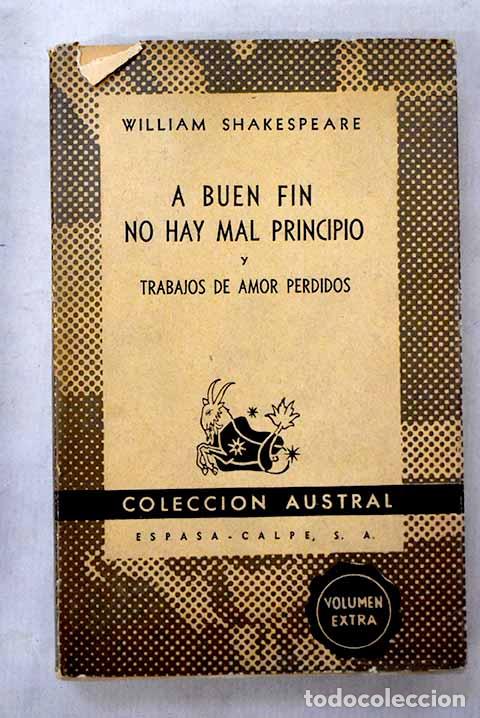 WILLIAM SHAKESPEARE
A BUEN FIN
NO HAY MAL PRINCIPIO
y
TRABAJOS DE AMOR PERDIDOS
COLECCION AUSTRAL
ESPASA-CALPE, S. A.
VOLUMEN
EXTRA
todocoleccion